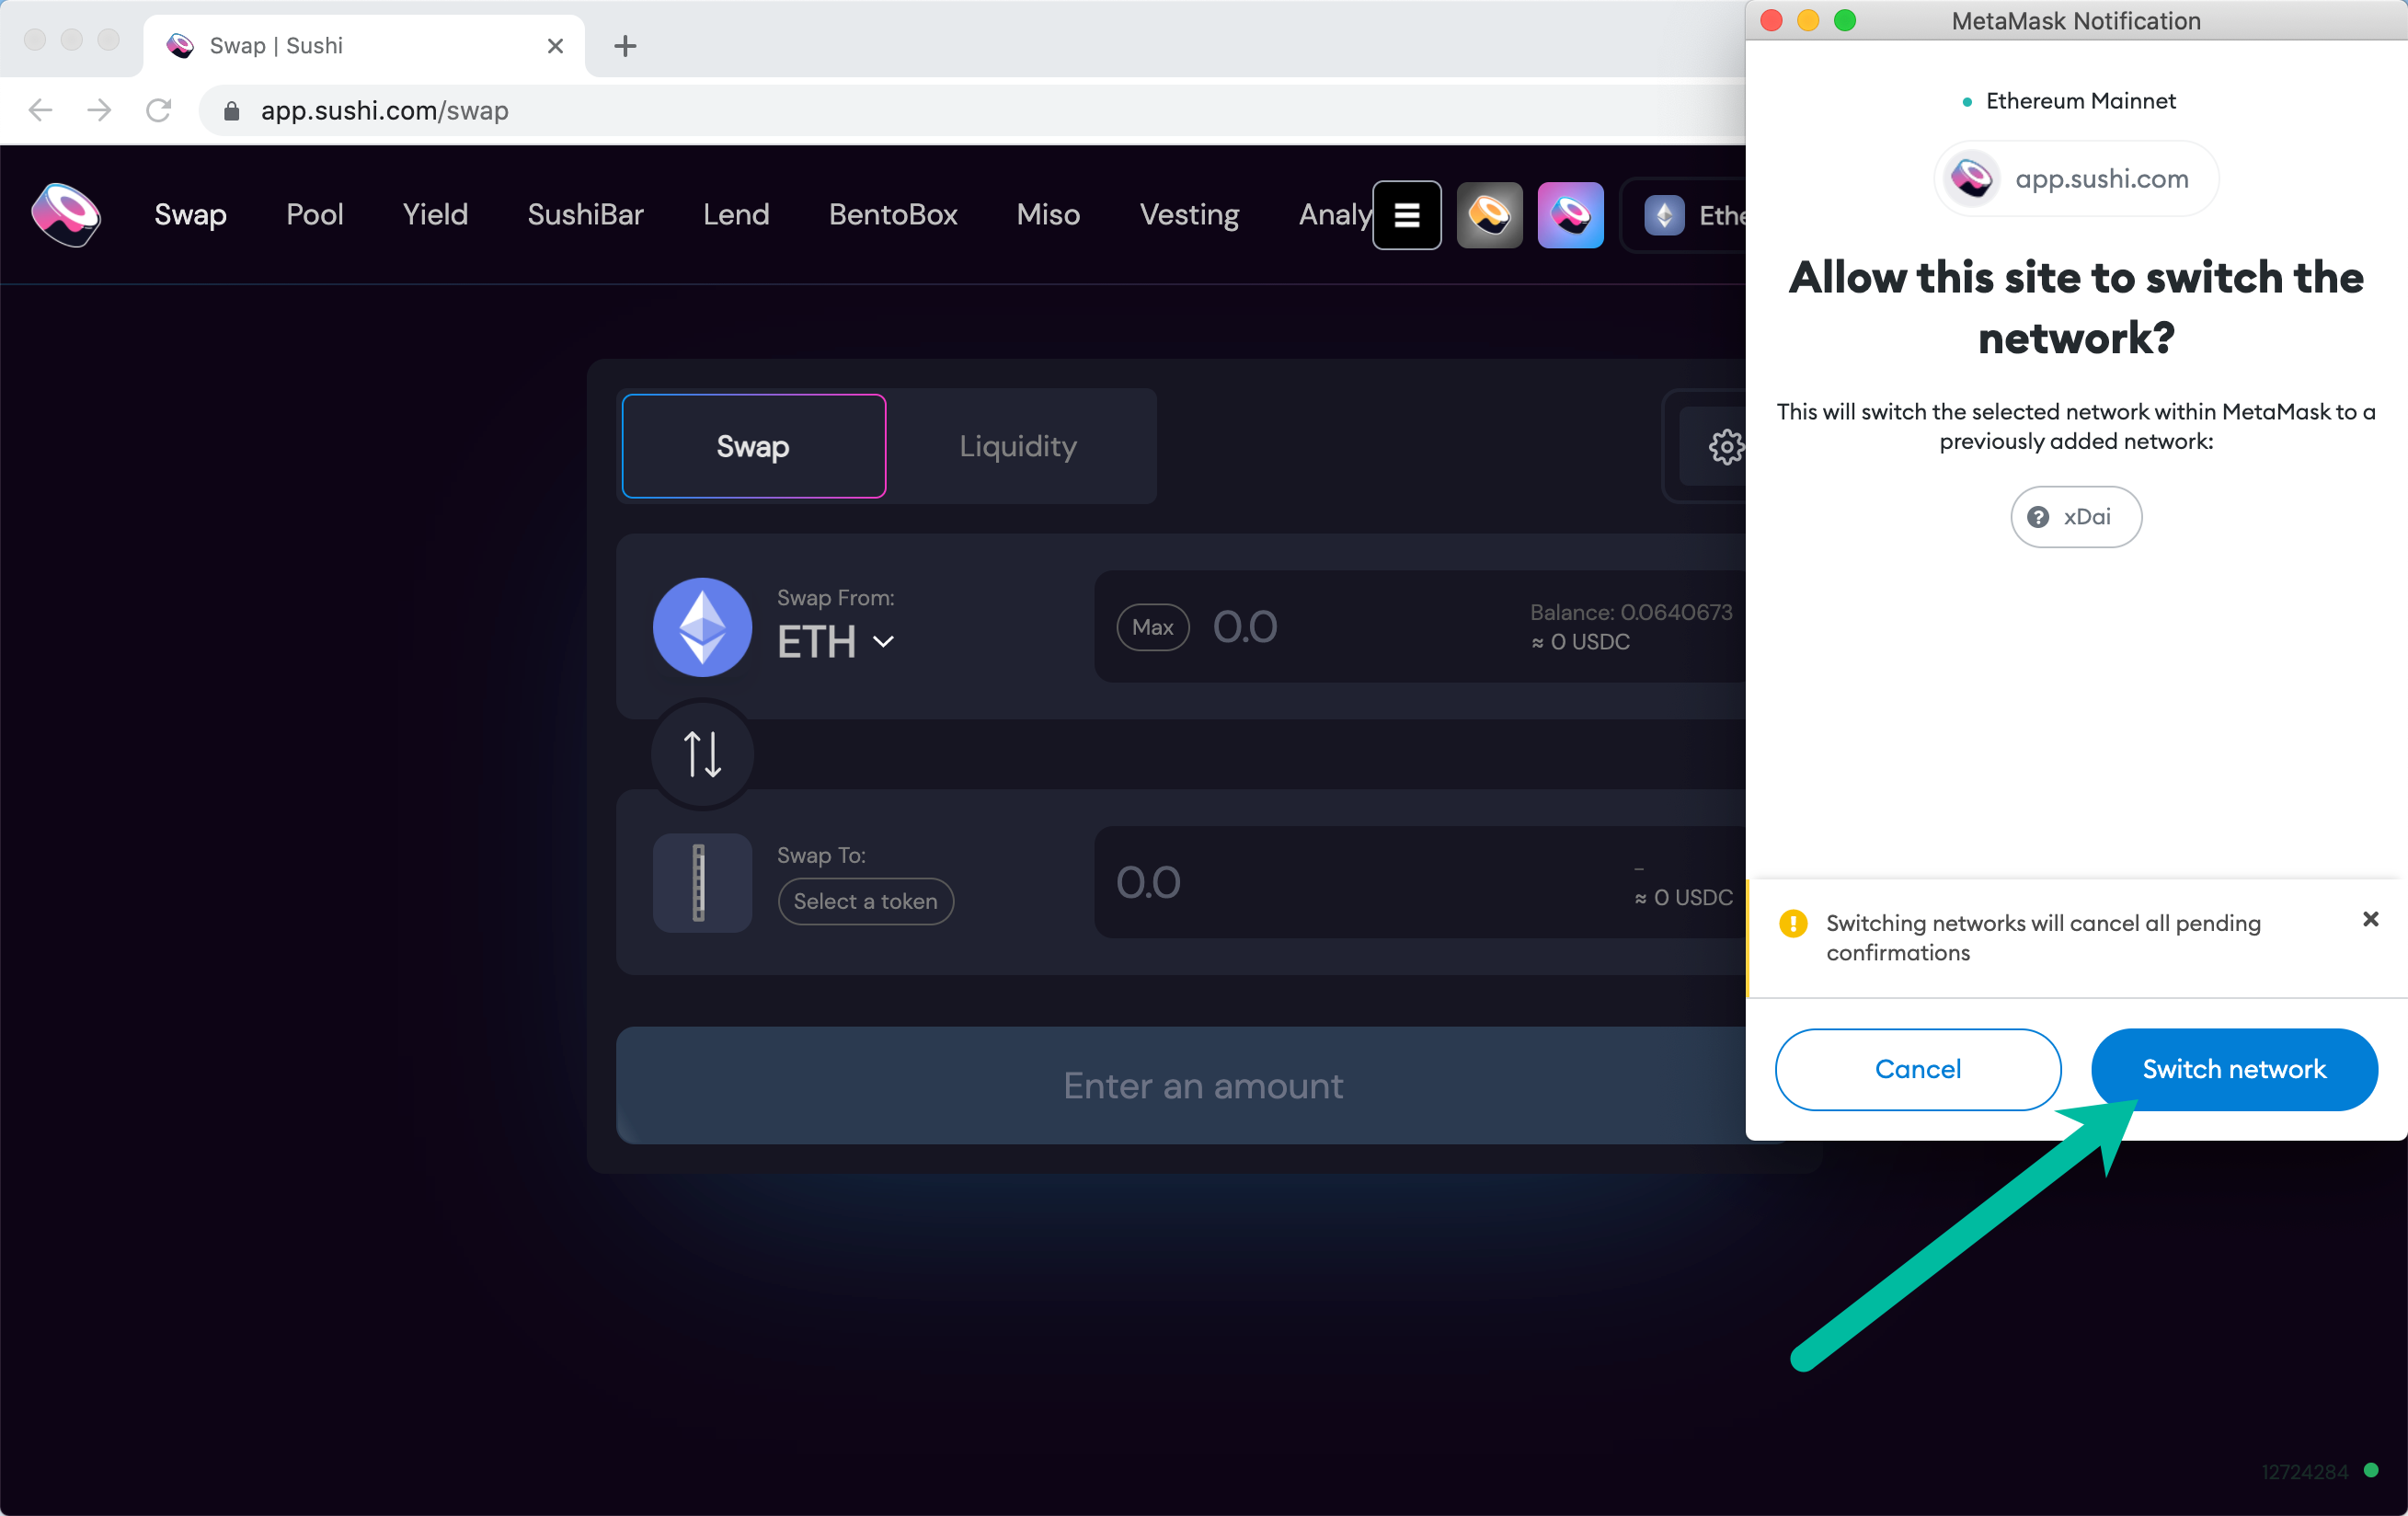 Swap | Sushi
app.sushi.com/swap
Swap
Pool
Yield
SushiBar
Lend
BentoBox
Miso
Vesting
Analy
Ethe
Swap
Liquidity
Swap From:
ETH
Max
0.0
Balance: 0.0640673
≈ 0 USDC
Swap To:
Select a token
0.0
–
≈ 0 USDC
Enter an amount
12724284
MetaMask Notification
Ethereum Mainnet
app.sushi.com
Allow this site to switch the
network?
This will switch the selected network within MetaMask to a
previously added network:
? xDai
Switching networks will cancel all pending
confirmations
Cancel
Switch network